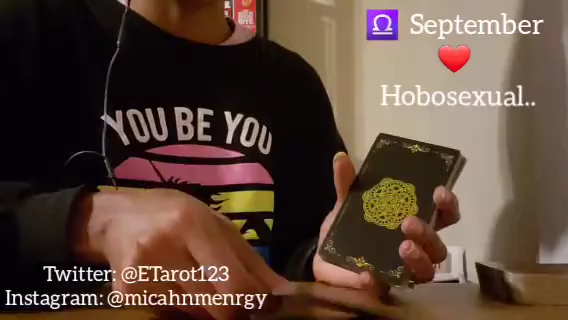 ♎ September
❤️
Hobosexual..
YOU BE YOU
Twitter: @ETarot123
Instagram: @micahnmenrgy